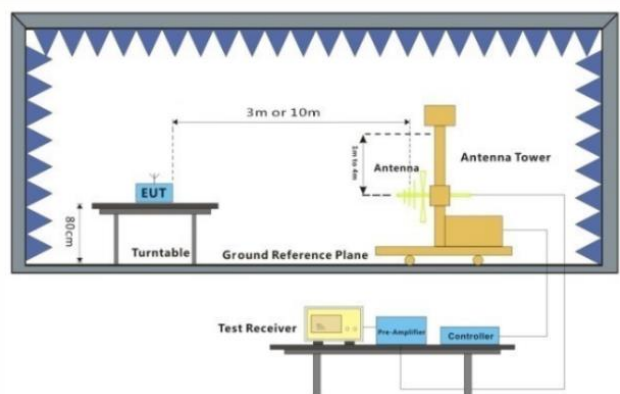 3m or 10m
1m to 4m
Antenna
Antenna Tower
EUT
80cm
Turntable
Ground Reference Plane
Test Receiver
Pre-Amplifier
Controller